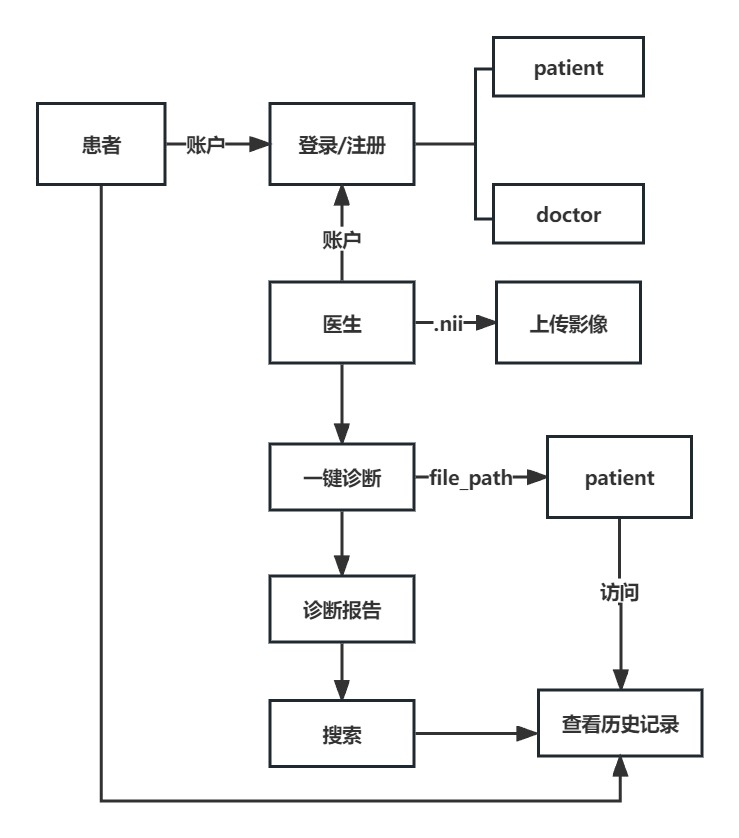 patient
患者
账户
登录/注册
doctor
账户
医生
.nii
上传影像
一键诊断
file_path
patient
访问
诊断报告
搜索
查看历史记录